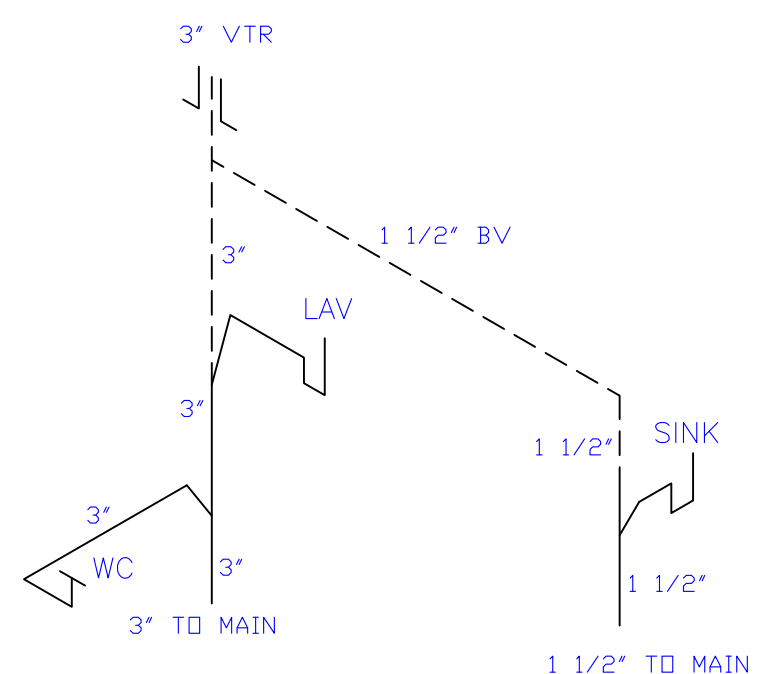 3" VTR
1 1/2" BV
3"
LAV
3"
1 1/2"
SINK
3"
WC
3"
1 1/2"
3" TO MAIN
1 1/2" TO MAIN